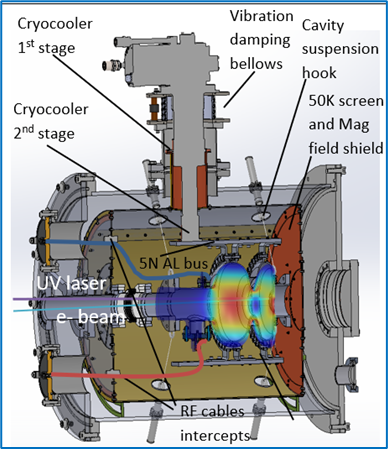 Cryocooler
1st stage
Vibration
damping
bellows
Cavity
suspension
hook
Cryocooler
2nd stage
50K screen
and Mag
field shield
5N AL bus
UV laser
e- beam
RF cables
intercepts